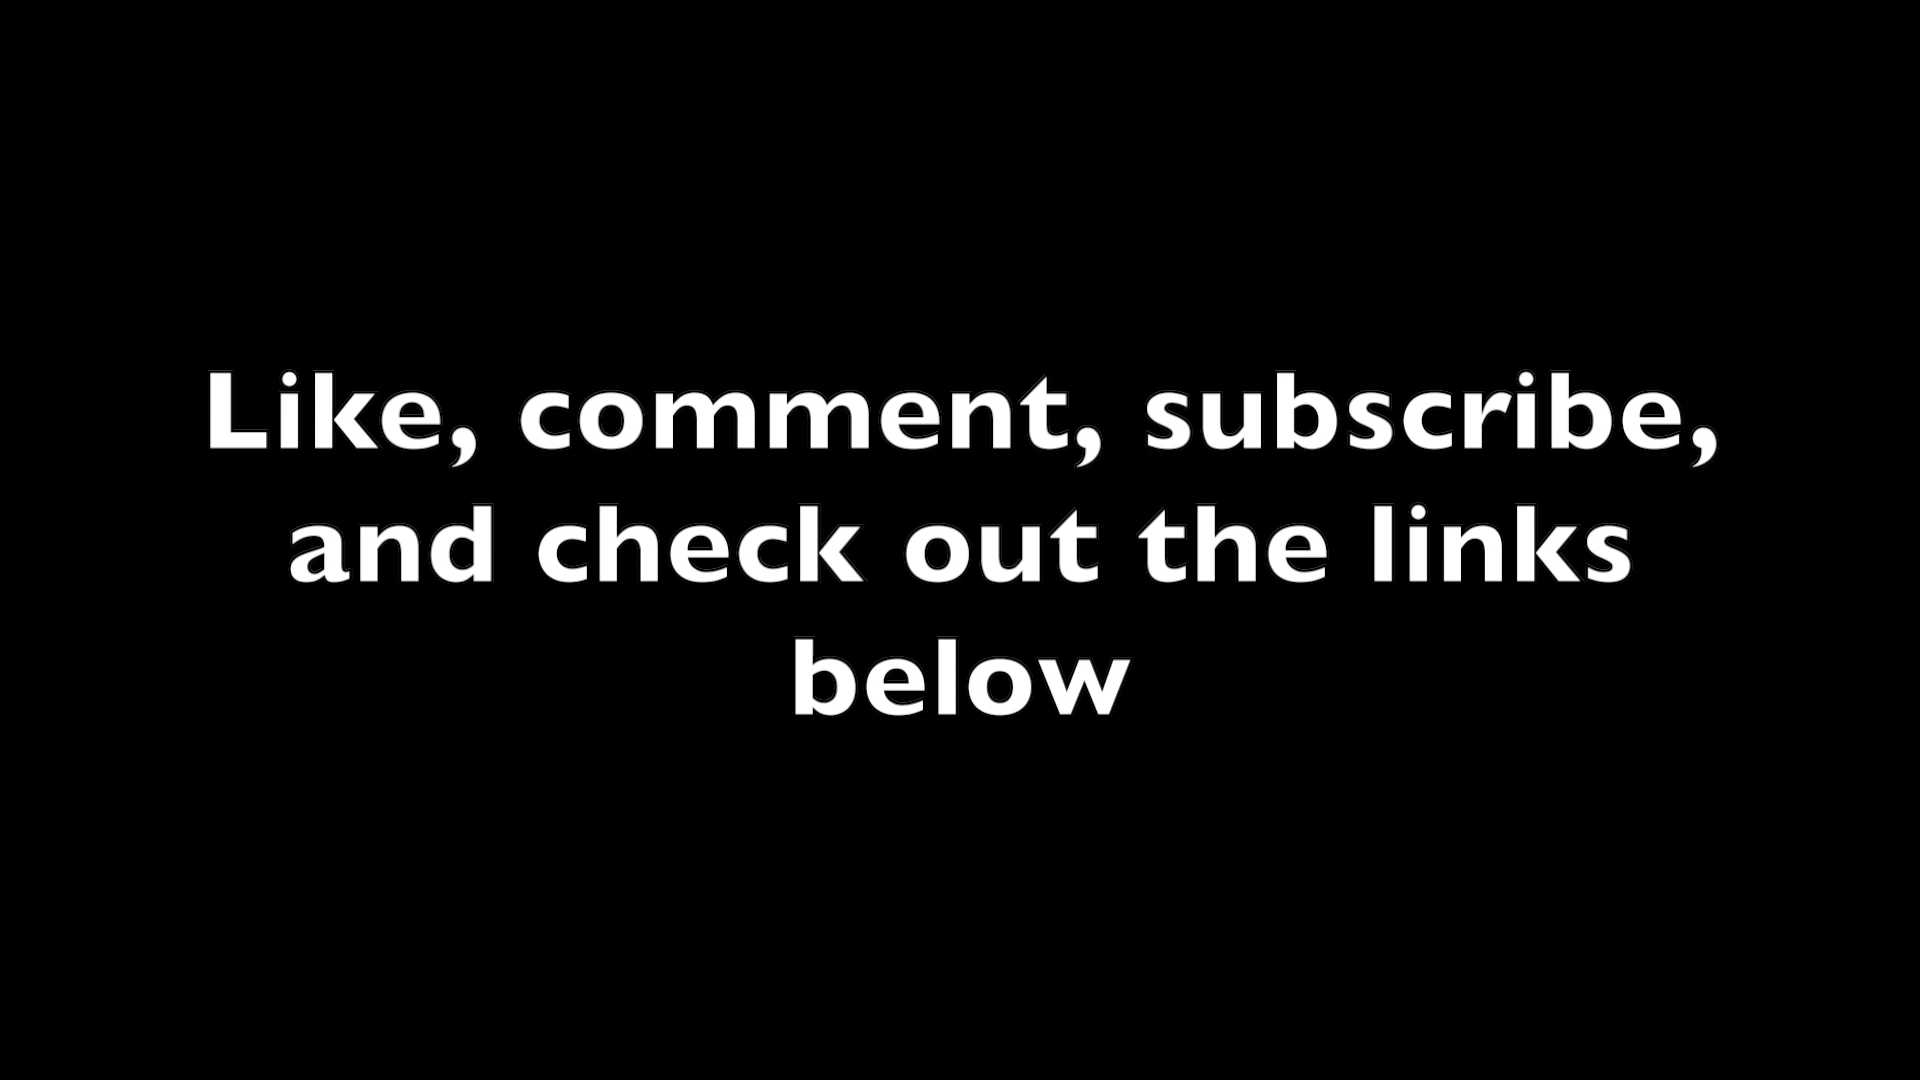 Like, comment, subscribe,
and check out the links
below